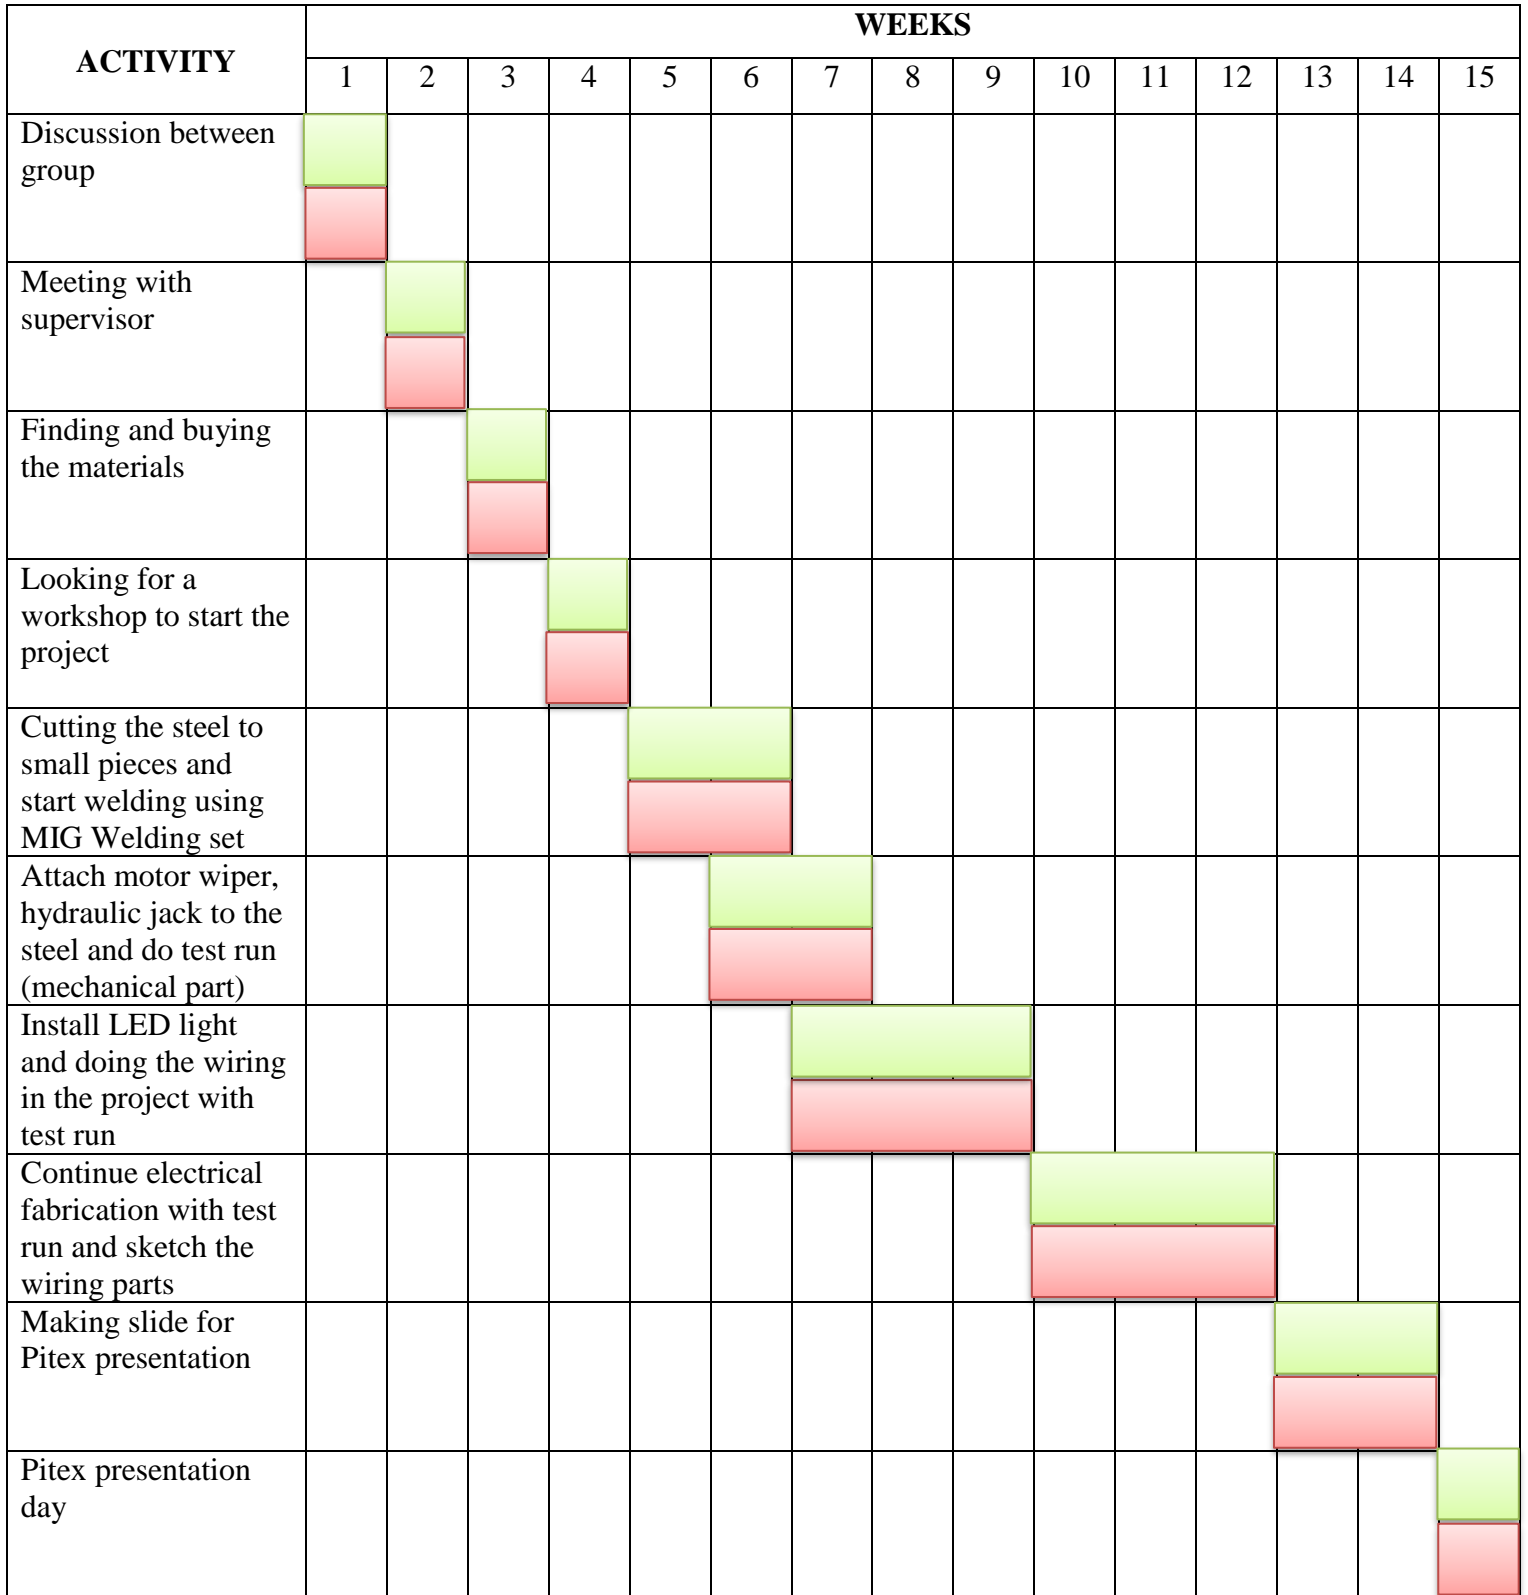 WEEKS
ACTIVITY
1 2 3 4 5 6 7 8 9 10 11 12 13 14 15
Discussion between
group
Meeting with
supervisor
Finding and buying
the materials
Looking for a
workshop to start the
project
Cutting the steel to
small pieces and
start welding using
MIG Welding set
Attach motor wiper,
hydraulic jack to the
steel and do test run
(mechanical part)
Install LED light
and doing the wiring
in the project with
test run
Continue electrical
fabrication with test
run and sketch the
wiring parts
Making slide for
Pitex presentation
Pitex presentation
day